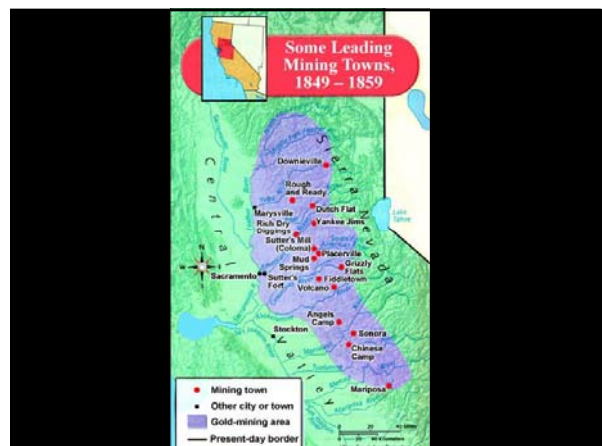 Some Leading
Mining Towns,
1849 – 1859
Downieville
Rough
and Ready
Dutch Flat
Marysville
Yankee Jims
Rich Dry
Diggings
Sutter's Mill
(Coloma)
Placerville
Mud
Springs
Grizzly
Flats
Sacramento
Sutter's
Fort
Fiddletown
Volcano
Angels
Camp
Stockton
Sonora
Chinese
Camp
Mariposa
Central
Valley
Sierra Nevada
Lake
Tahoe
N
W
E
S
Mining town
Other city or town
Gold-mining area
Present-day border
0
20